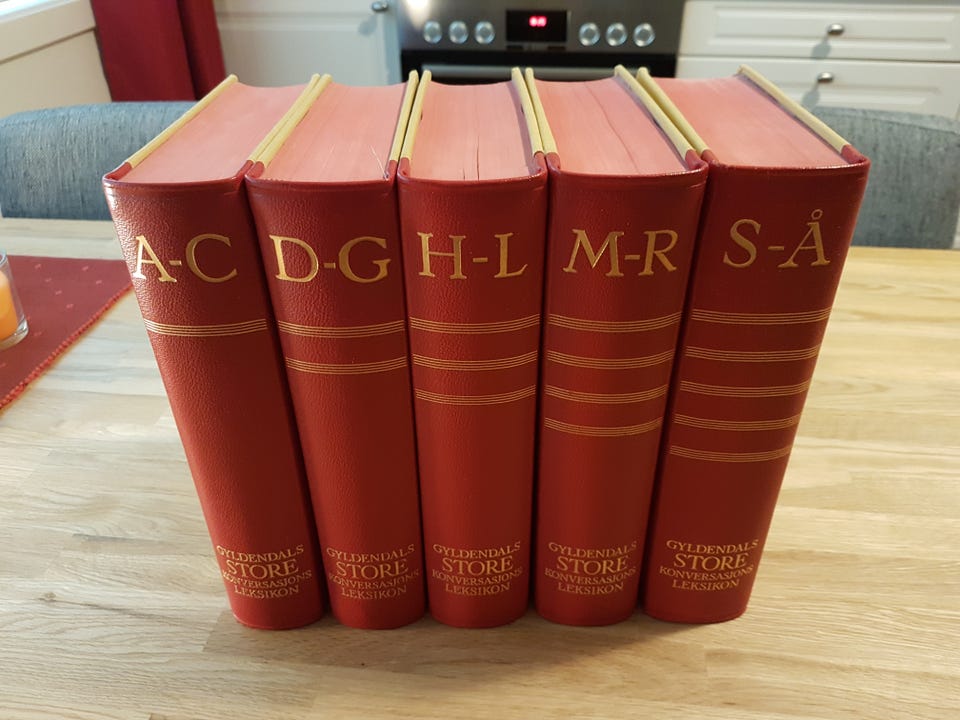 A-C
GYLDENDALS
STORE
KONVERSASJONS
LEKSIKON
D-G
GYLDENDALS
STORE
KONVERSASJONS
LEKSIKON
H-L
GYLDENDALS
STORE
KONVERSASJONS
LEKSIKON
M-R
GYLDENDALS
STORE
KONVERSASJONS
LEKSIKON
S-Å
GYLDENDALS
STORE
KONVERSASJONS
LEKSIKON